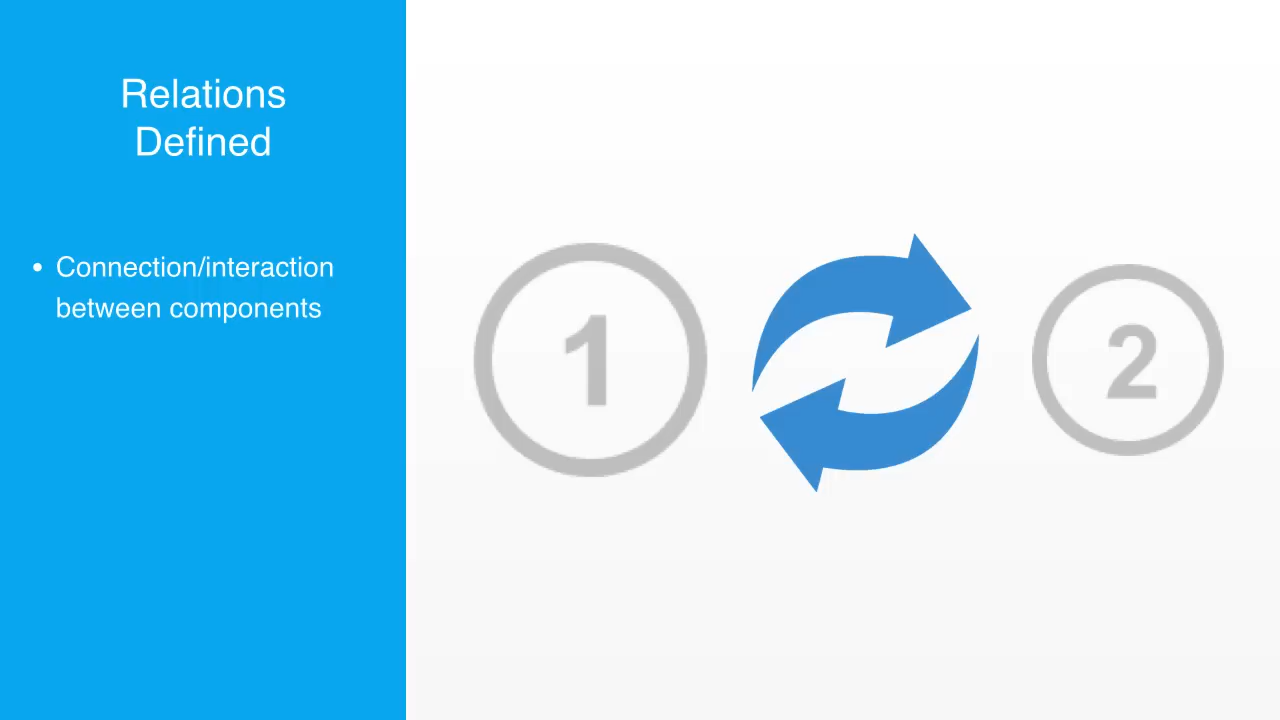 Relations
Defined
• Connection/interaction
between components
1
2